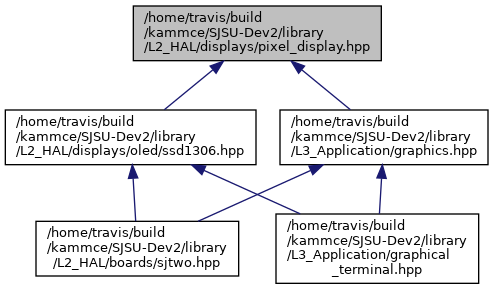 /home/travis/build
/kammce/SJSU-Dev2/library
/L2_HAL/displays/pixel_display.hpp
/home/travis/build
/kammce/SJSU-Dev2/library
/L2_HAL/displays/oled/ssd1306.hpp
/home/travis/build
/kammce/SJSU-Dev2/library
/L3_Application/graphics.hpp
/home/travis/build
/kammce/SJSU-Dev2/library
/L2_HAL/boards/sjtwo.hpp
/home/travis/build
/kammce/SJSU-Dev2/library
/L3_Application/graphical
_terminal.hpp